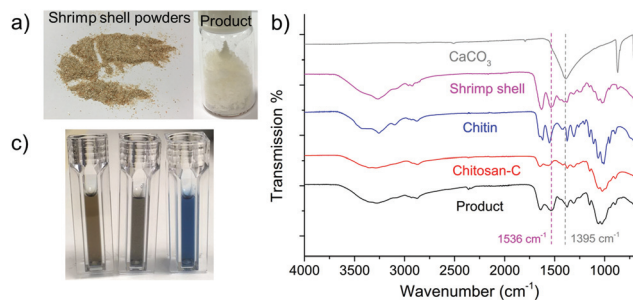 a) Shrimp shell powders Product
c)
b)
Transmission %
CaCO3
Shrimp shell
Chitin
Chitosan-C
Product
1536 cm⁻¹ 1395 cm⁻¹
4000 3500 3000 2500 2000 1500 1000
Wavenumber (cm⁻¹)